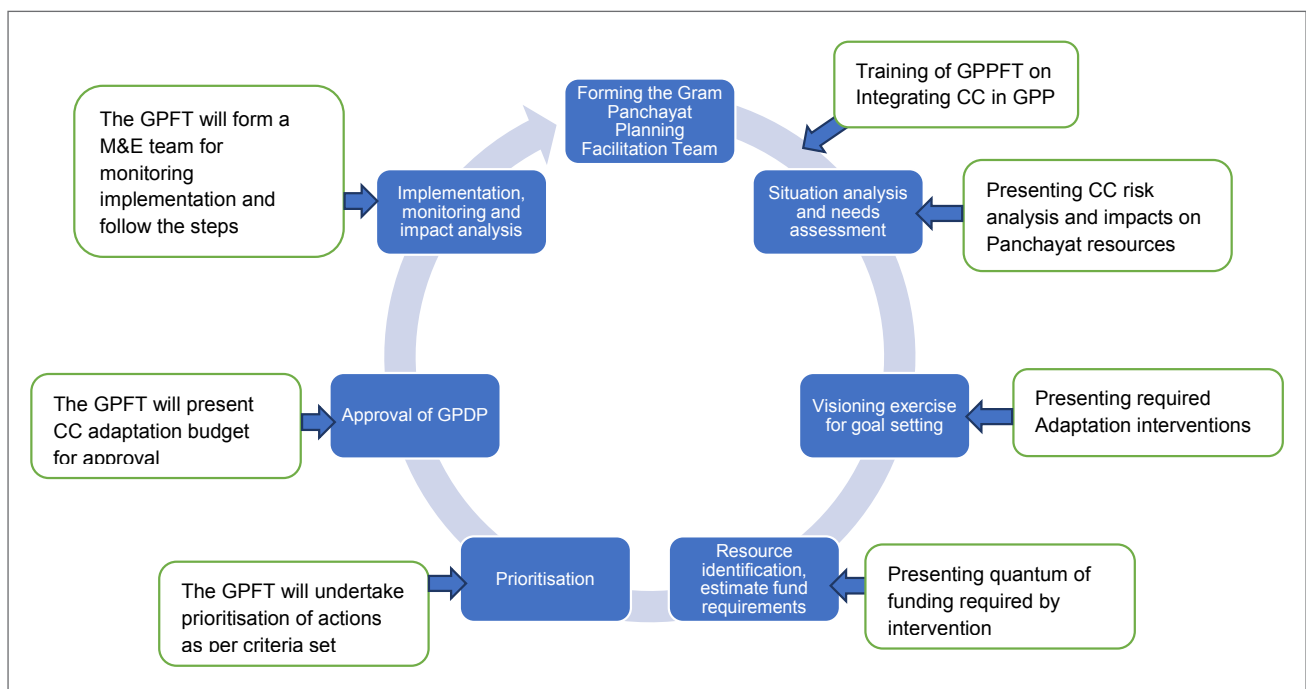 Forming the Gram
Panchayat
Planning
Facilitation Team
Training of GPPFT on
Integrating CC in GPP
Situation analysis
and needs
assessment
Presenting CC risk
analysis and impacts on
Panchayat resources
Visioning exercise
for goal setting
Presenting required
Adaptation interventions
Resource
identification,
estimate fund
requirements
Presenting quantum of
funding required by
intervention
Prioritisation
The GPFT will undertake
prioritisation of actions
as per criteria set
Approval of GPDP
The GPFT will present
CC adaptation budget
for approval
Implementation,
monitoring and
impact analysis
The GPFT will form a
M&E team for
monitoring
implementation and
follow the steps